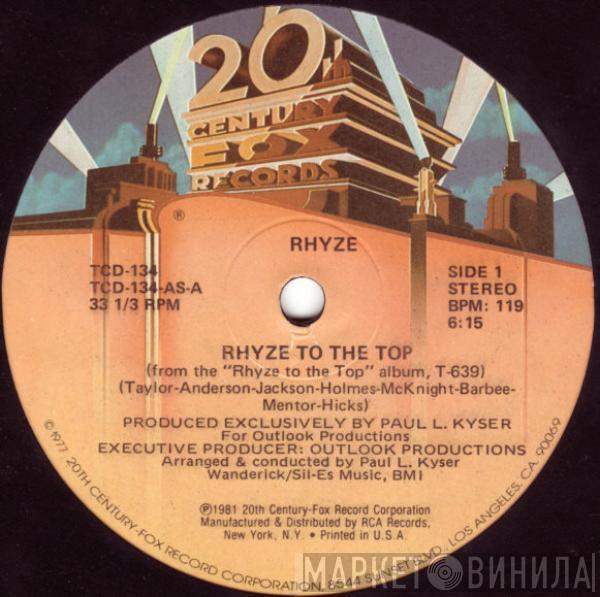 20th
CENTURY
FOX
RECORDS
®
RHYZE
TCD-134
TCD-134-AS-A
33 1/3 RPM
SIDE 1
STEREO
BPM: 119
6:15
RHYZE TO THE TOP
(from the "Rhyze to the Top" album, T-639)
(Taylor-Anderson-Jackson-Holmes-McKnight-Barbee-
Mentor-Hicks)
PRODUCED EXCLUSIVELY BY PAUL L. KYSER
For Outlook Productions
EXECUTIVE PRODUCER: OUTLOOK PRODUCTIONS
Arranged & conducted by Paul L. Kyser
Wanderick/Sil-Es Music, BMI
℗1981 20th Century-Fox Record Corporation
Manufactured & Distributed by RCA Records,
New York, N.Y. • Printed in U.S.A.
©1977 20TH CENTURY-FOX RECORD CORPORATION, 8544 SUNSET BLVD., LOS ANGELES, CA. 90069
МАРКЕТ ВИНИЛА